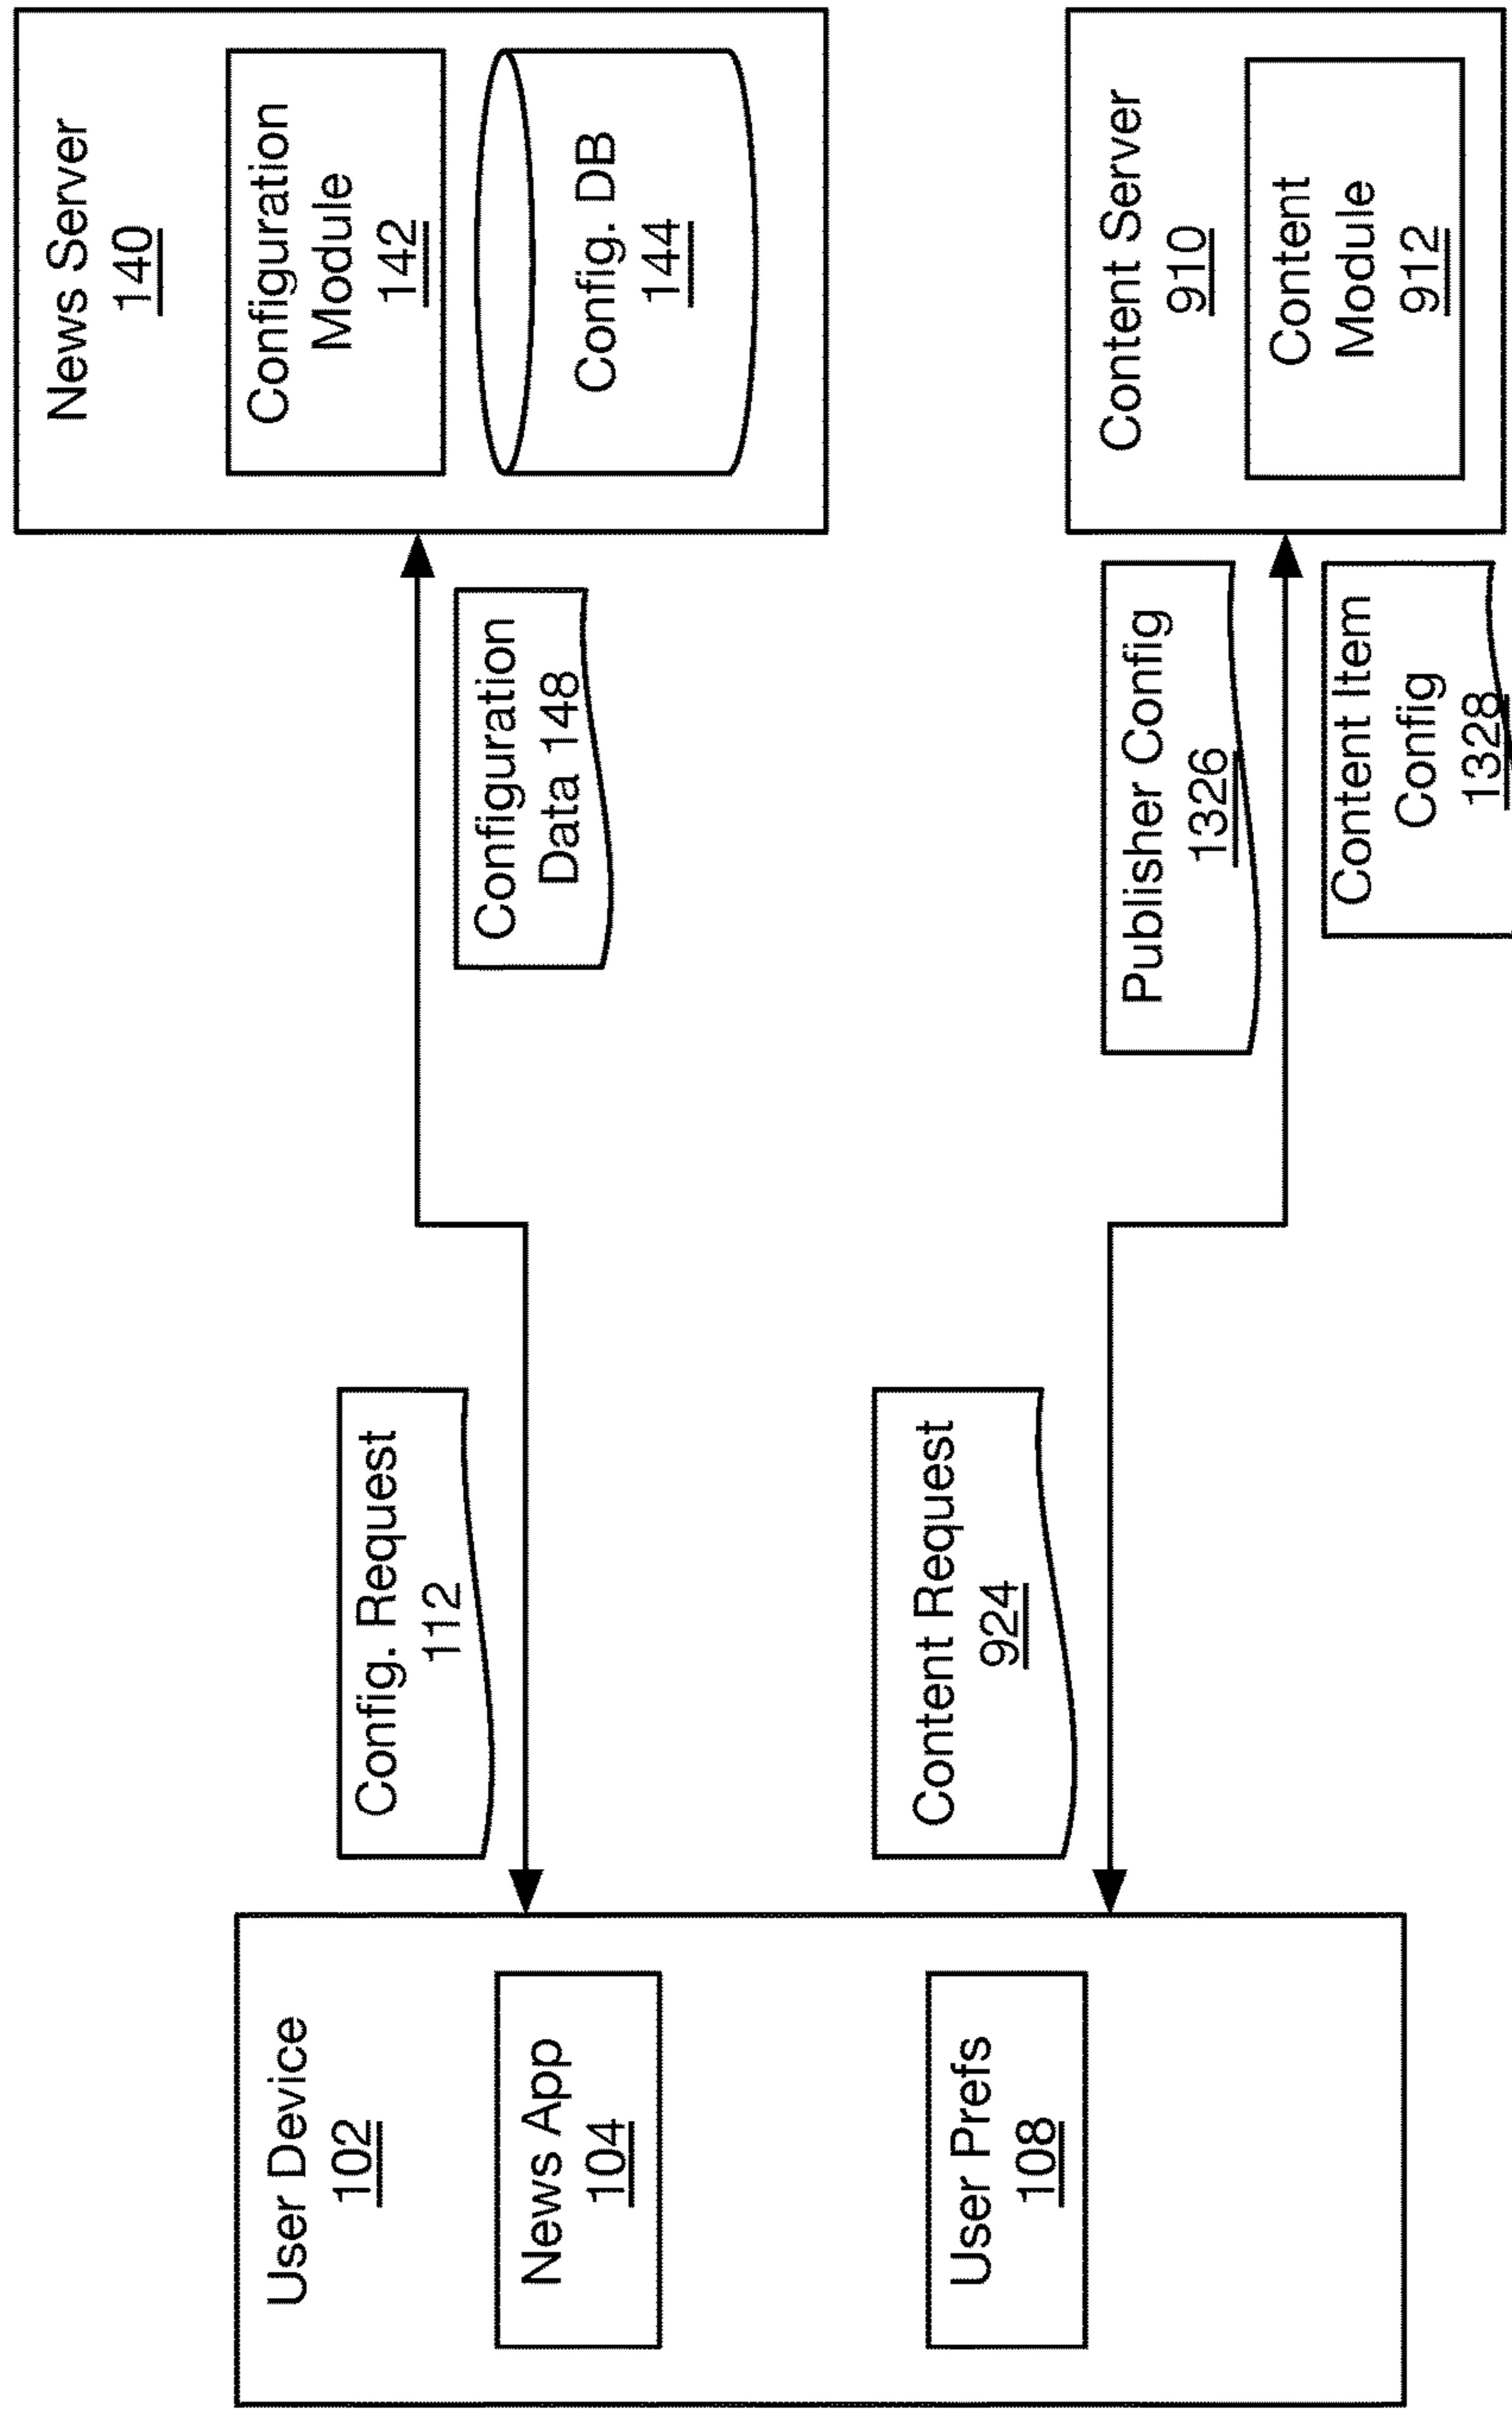 User Device
102
News App
104
User Prefs
108
Config. Request
112
Content Request
924
Configuration
Data 148
Publisher Config
1326
Content Item
Config
1328
News Server
140
Configuration
Module
142
Config. DB
144
Content Server
910
Content
Module
912